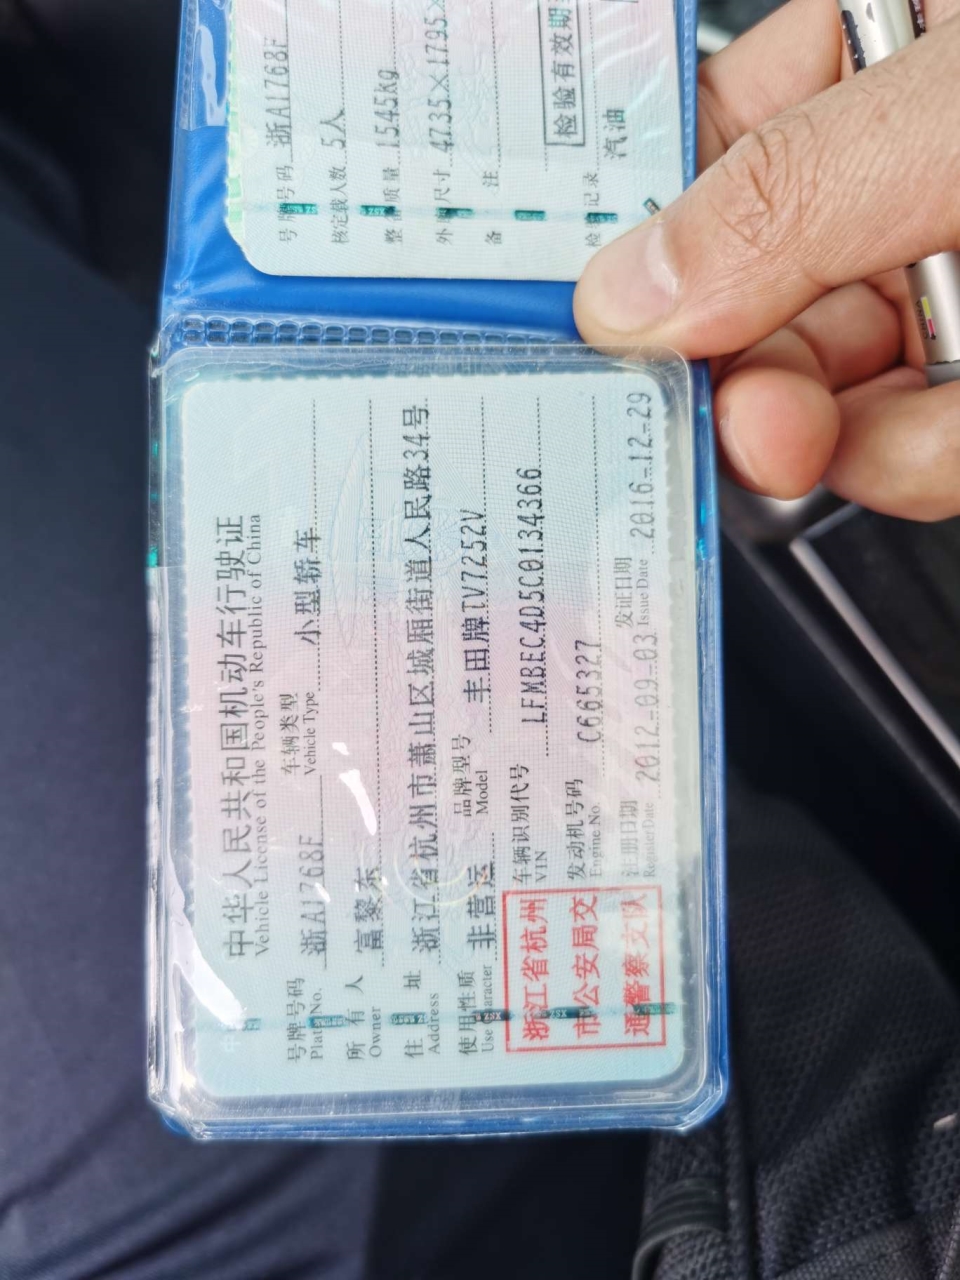 中华人民共和国机动车行驶证
Vehicle License of the People's Republic of China
号牌号码 浙A1768F 车辆类型 小型轿车
Plate No. Vehicle Type
所有人 富黎东
Owner
住址 浙江省杭州市萧山区城厢街道人民路34号
Address
使用性质 非营运 品牌型号 丰田牌TV7252V
Use Character Model
浙江省杭州
市公安局交
通警察支队
车辆识别代号 LFMBEC4D5C0134366
VIN
发动机号码 C665327
Engine No.
注册日期 2012-09-03 发证日期 2016-12-29
Register Date Issue Date
号牌号码 浙A1768F
核定载人数 5人
整备质量 1545kg
外廓尺寸 4735×1795×
备注
检验有效期
检验记录
汽油